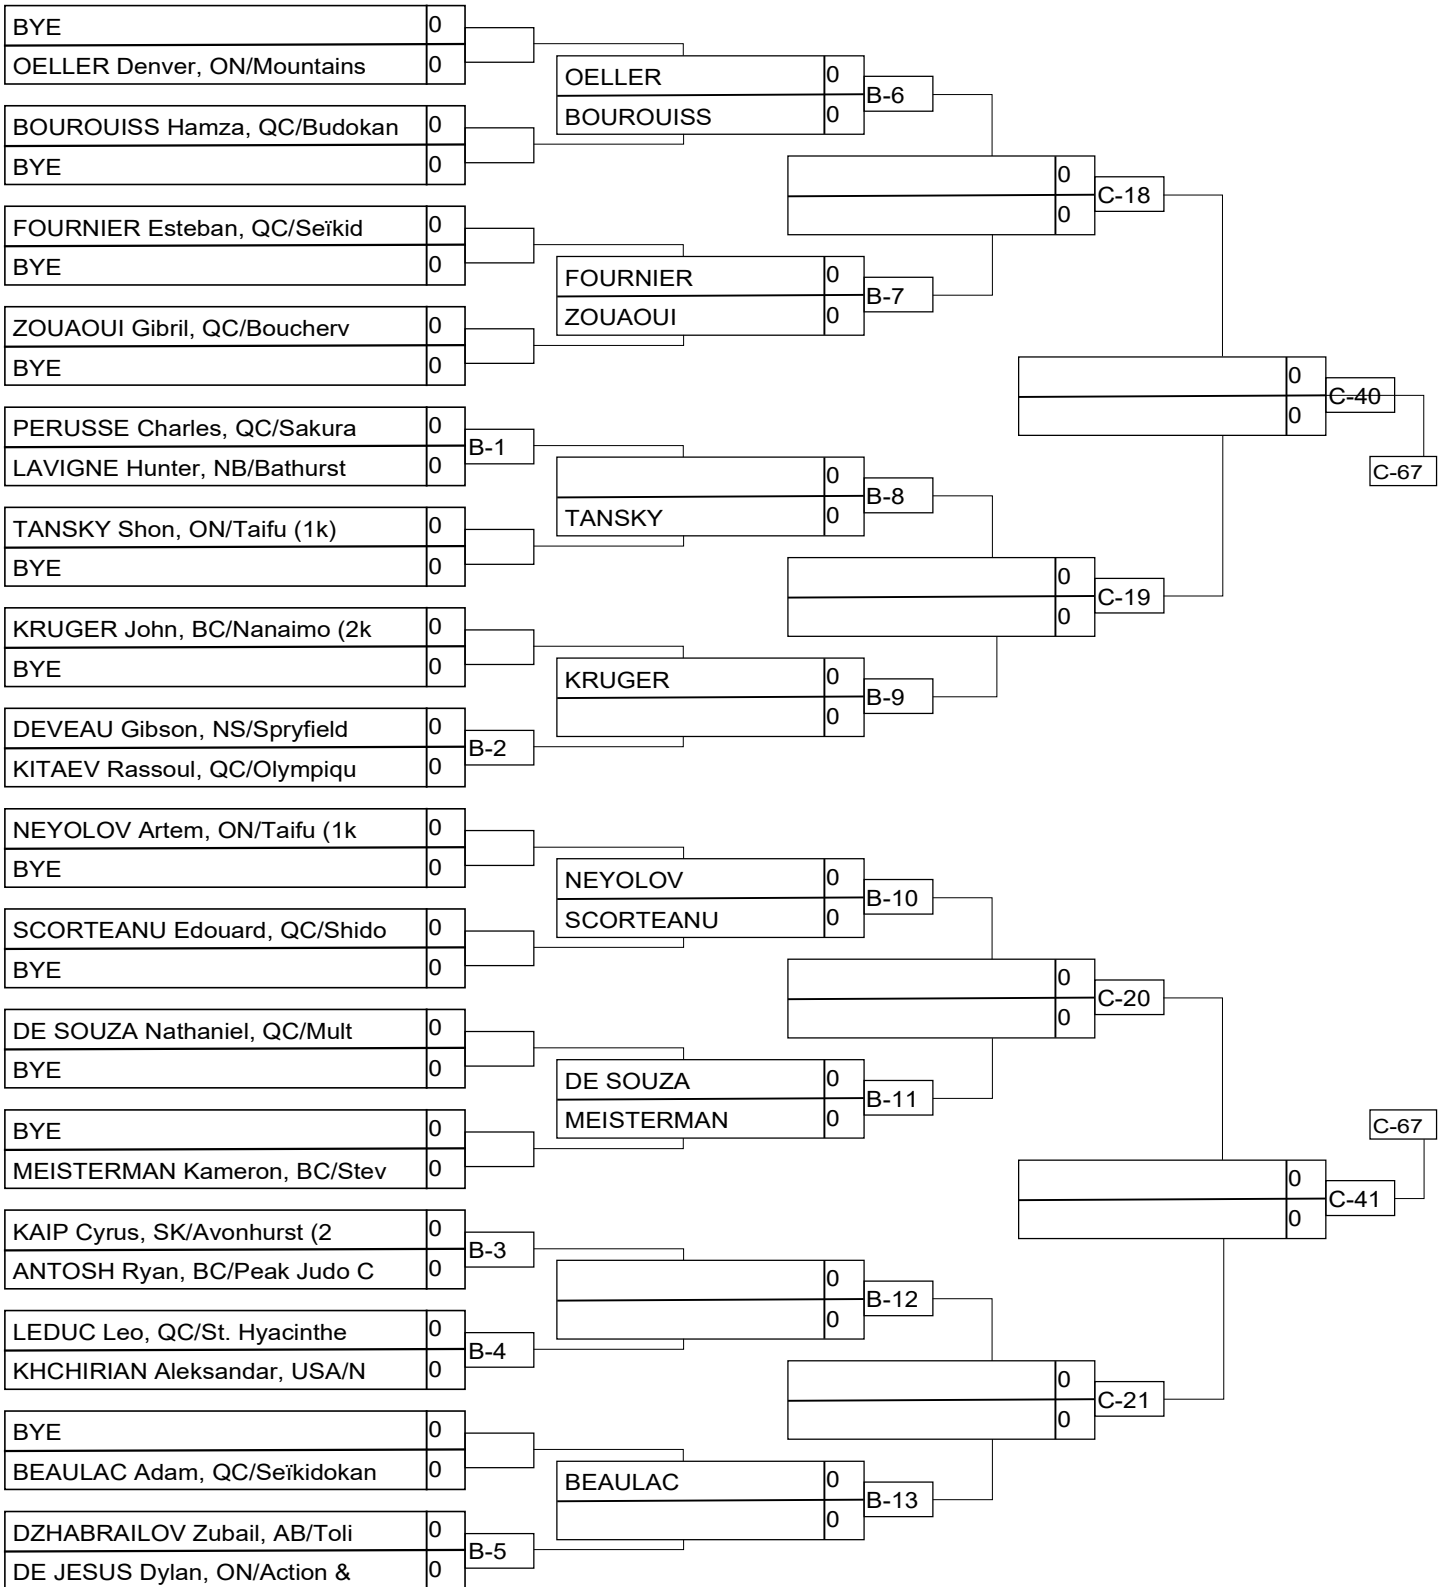 BYE 0
OELLER Denver, ON/Mountains 0
BOUROUISS Hamza, QC/Budokan 0
BYE 0
FOURNIER Esteban, QC/Seïkid 0
BYE 0
ZOUAOUI Gibril, QC/Boucherv 0
BYE 0
PERUSSE Charles, QC/Sakura 0
LAVIGNE Hunter, NB/Bathurst 0
B-1
TANSKY Shon, ON/Taifu (1k) 0
BYE 0
KRUGER John, BC/Nanaimo (2k 0
BYE 0
DEVEAU Gibson, NS/Spryfield 0
KITAEV Rassoul, QC/Olympiqu 0
B-2
NEYOLOV Artem, ON/Taifu (1k 0
BYE 0
SCORTEANU Edouard, QC/Shido 0
BYE 0
DE SOUZA Nathaniel, QC/Mult 0
BYE 0
BYE 0
MEISTERMAN Kameron, BC/Stev 0
KAIP Cyrus, SK/Avonhurst (2 0
ANTOSH Ryan, BC/Peak Judo C 0
B-3
LEDUC Leo, QC/St. Hyacinthe 0
KHCHIRIAN Aleksandar, USA/N 0
B-4
BYE 0
BEAULAC Adam, QC/Seïkidokan 0
DZHABRAILOV Zubail, AB/Toli 0
DE JESUS Dylan, ON/Action & 0
B-5
OELLER 0
BOUROUISS 0
B-6
FOURNIER 0
ZOUAOUI 0
B-7
0
TANSKY 0
B-8
KRUGER 0
0
B-9
NEYOLOV 0
SCORTEANU 0
B-10
DE SOUZA 0
MEISTERMAN 0
B-11
0
0
B-12
BEAULAC 0
0
B-13
0
0
C-18
0
0
C-19
0
0
C-20
0
0
C-21
0
0
C-40
C-67
C-67
0
0
C-41